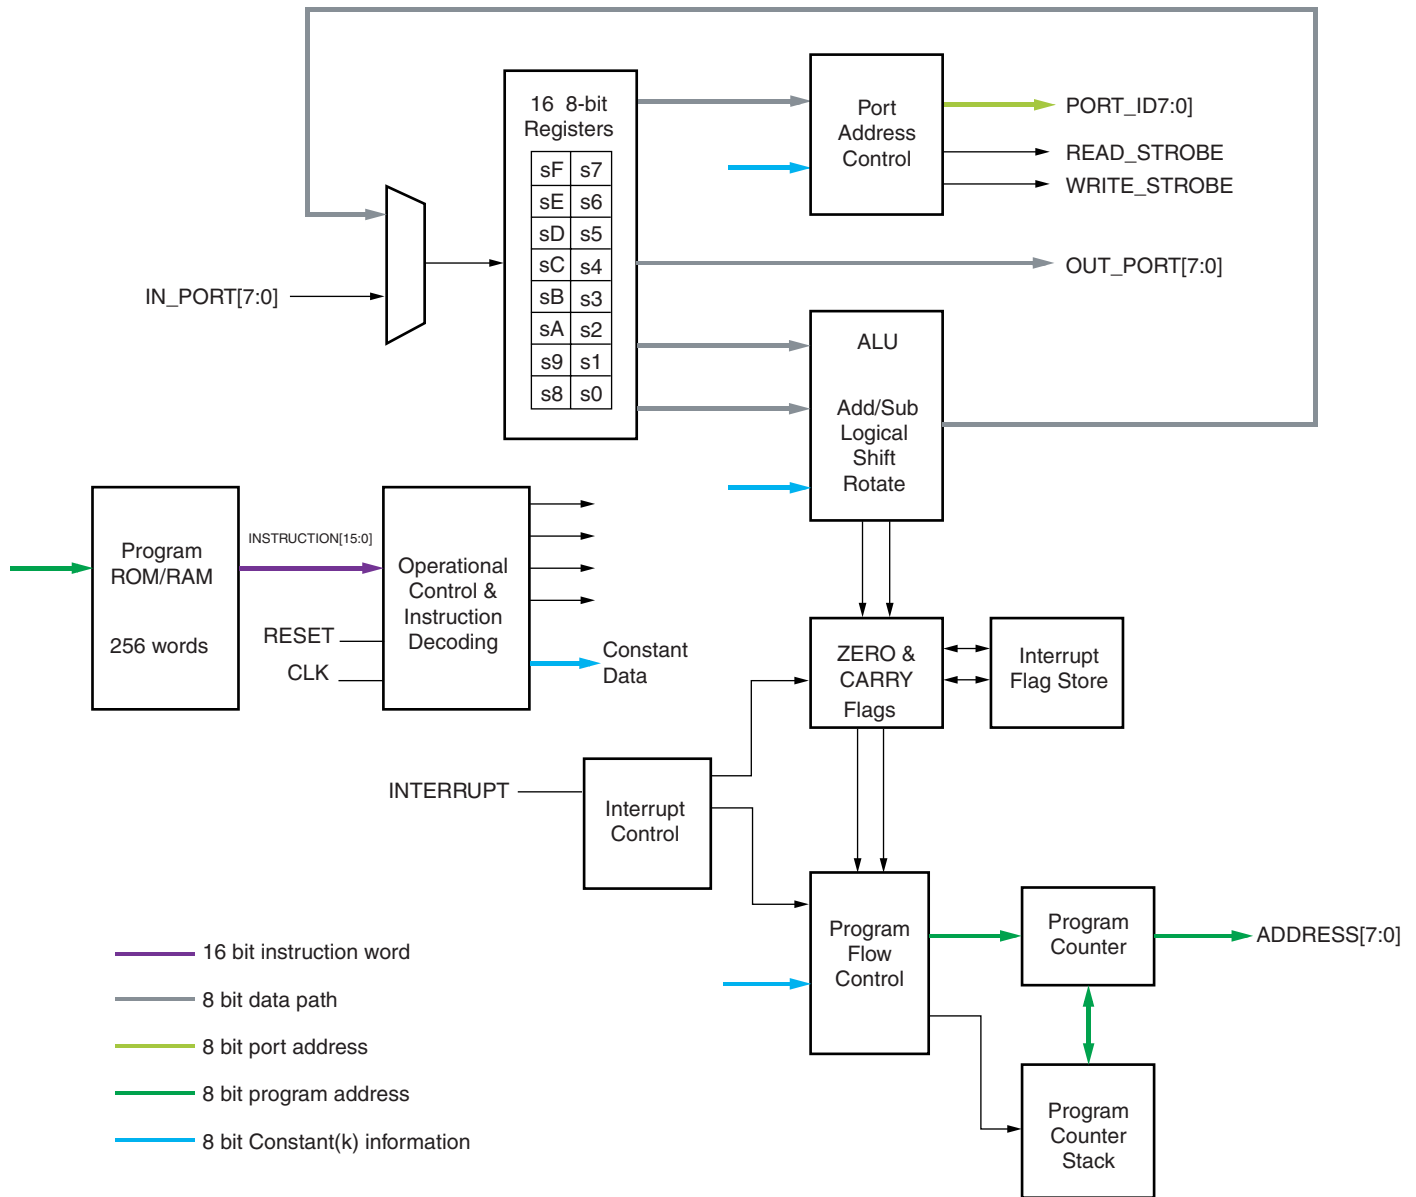 16 8-bit
Registers
sF s7
sE s6
sD s5
sC s4
sB s3
sA s2
s9 s1
s8 s0
Port
Address
Control
PORT_ID7:0]
READ_STROBE
WRITE_STROBE
IN_PORT[7:0]
OUT_PORT[7:0]
ALU
Add/Sub
Logical
Shift
Rotate
Program
ROM/RAM
256 words
INSTRUCTION[15:0]
RESET
CLK
Operational
Control &
Instruction
Decoding
Constant
Data
ZERO &
CARRY
Flags
Interrupt
Flag Store
INTERRUPT
Interrupt
Control
Program
Flow
Control
Program
Counter
ADDRESS[7:0]
Program
Counter
Stack
16 bit instruction word
8 bit data path
8 bit port address
8 bit program address
8 bit Constant(k) information